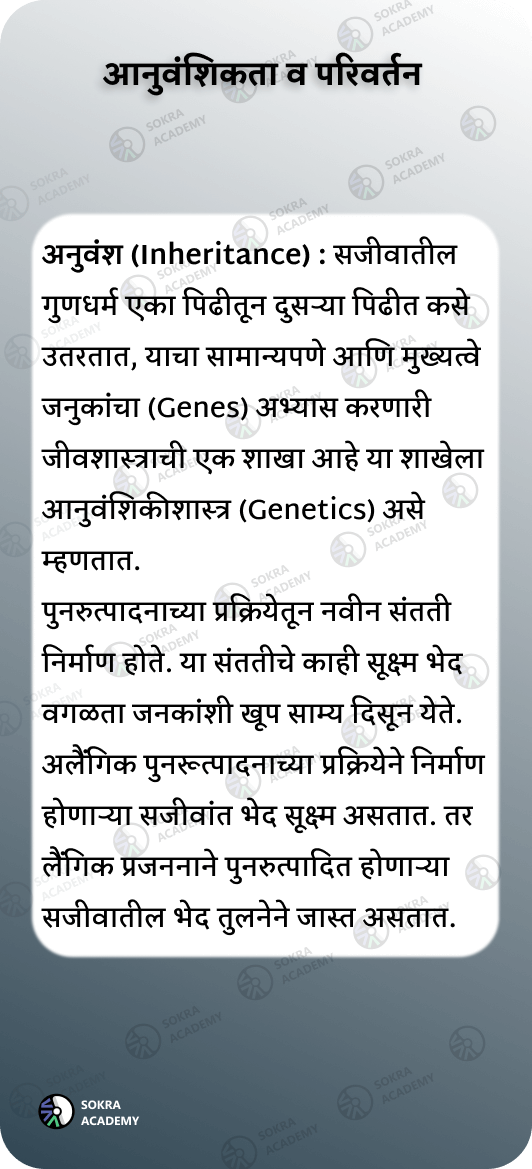 आनुवंशिकता व परिवर्तन
अनुवंश (Inheritance) : सजीवातील
गुणधर्म एका पिढीतून दुसऱ्या पिढीत कसे
उतरतात, याचा सामान्यपणे आणि मुख्यत्वे
जनुकांचा (Genes) अभ्यास करणारी
जीवशास्त्राची एक शाखा आहे या शाखेला
आनुवंशिकीशास्त्र (Genetics) असे
म्हणतात.
पुनरुत्पादनाच्या प्रक्रियेतून नवीन संतती
निर्माण होते. या संततीचे काही सूक्ष्म भेद
वगळता जनकांशी खूप साम्य दिसून येते.
अलैंगिक पुनरूत्पादनाच्या प्रक्रियेने निर्माण
होणाऱ्या सजीवांत भेद सूक्ष्म असतात. तर
लैंगिक प्रजननाने पुनरुत्पादित होणाऱ्या
सजीवातील भेद तुलनेने जास्त असतात.
SOKRA
ACADEMY